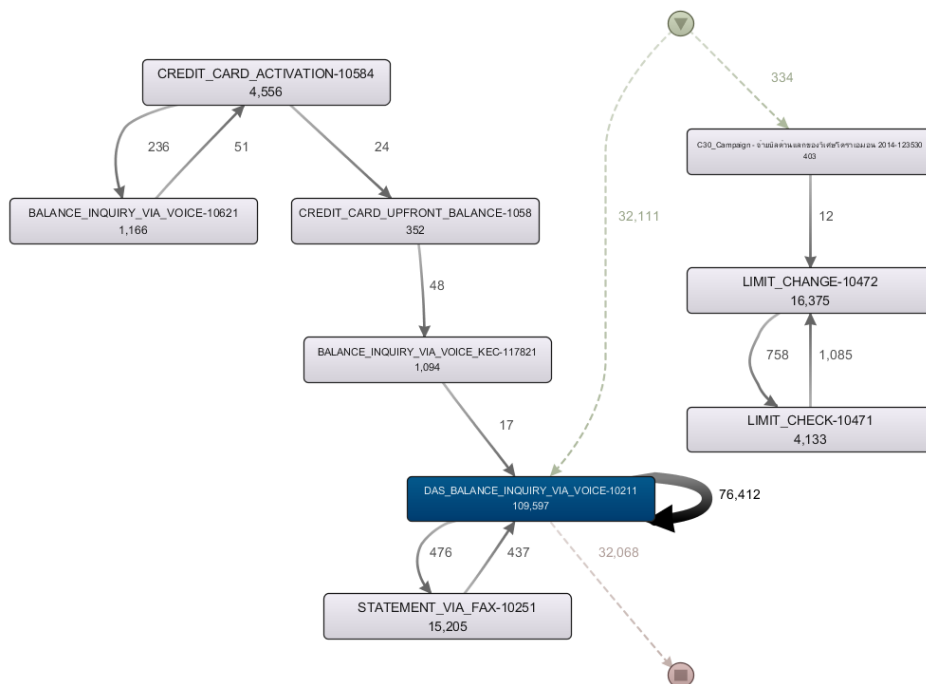 334
CREDIT_CARD_ACTIVATION-10584
4,556
236
51
24
C30_Campaign - 2014-123530
403
BALANCE_INQUIRY_VIA_VOICE-10621
1,166
CREDIT_CARD_UPFRONT_BALANCE-1058
352
32,111
12
LIMIT_CHANGE-10472
16,375
48
BALANCE_INQUIRY_VIA_VOICE_KEC-117821
1,094
758
1,085
17
LIMIT_CHECK-10471
4,133
DAS_BALANCE_INQUIRY_VIA_VOICE-10211
109,597
76,412
476
437
32,068
STATEMENT_VIA_FAX-10251
15,205